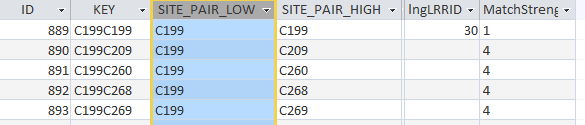 ID KEY SITE_PAIR_LOW SITE_PAIR_HIGH lngLRRID MatchStreng
889 C199C199 C199 C199 30 1
890 C199C209 C199 C209 4
891 C199C260 C199 C260 4
892 C199C268 C199 C268 4
893 C199C269 C199 C269 4